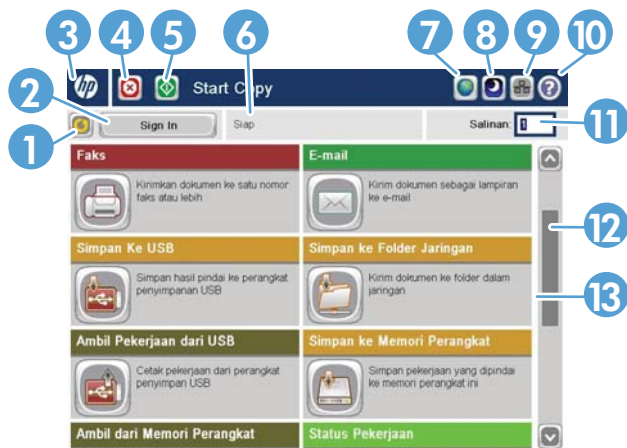 4 5 6 7 8 9 10
3 hp Start Copy ?
2 Sign In Siap Salinan: 1 11
1
Faks E-mail
Kirimkan dokumen ke satu nomor Kirim dokumen sebagai lampiran
faks atau lebih ke e-mail
12
Simpan Ke USB Simpan ke Folder Jaringan
Simpan hasil pindai ke perangkat Kirim dokumen ke folder dalam
penyimpanan USB jaringan
13
Ambil Pekerjaan dari USB Simpan ke Memori Perangkat
Cetak pekerjaan dari perangkat Simpan pekerjaan yang dipindai
penyimpan USB ke memori perangkat ini
Ambil dari Memori Perangkat Status Pekerjaan